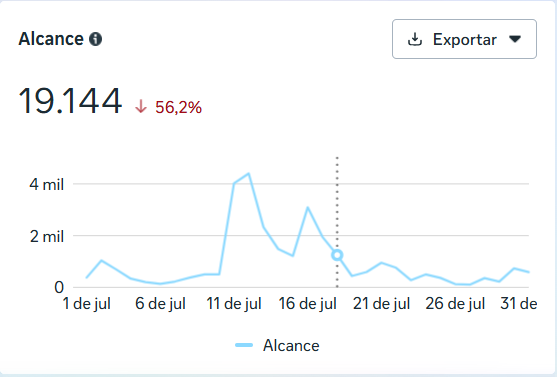 Alcance
Exportar
19.144 56,2%
4 mil
2 mil
0
1 de jul 6 de jul 11 de jul 16 de jul 21 de jul 26 de jul 31 de
Alcance